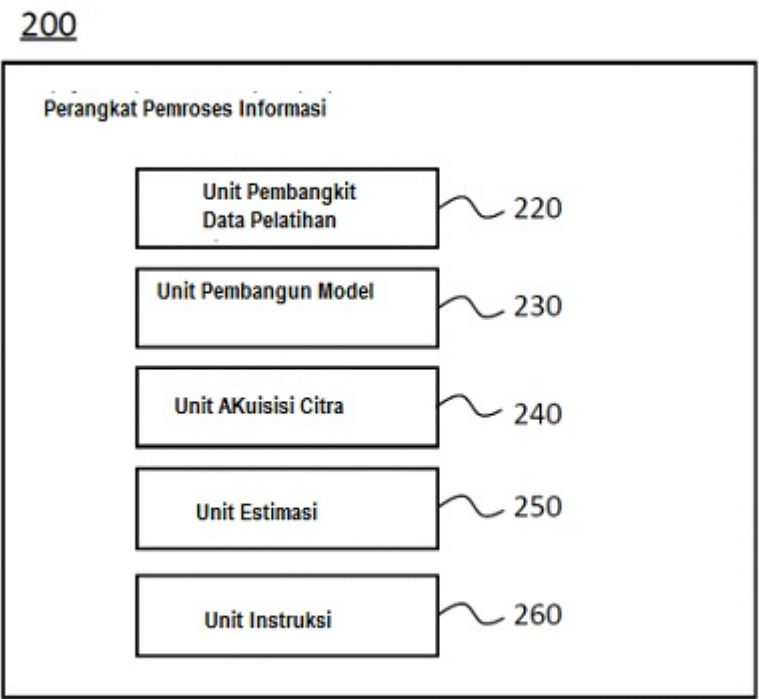 200
Perangkat Pemroses Informasi
Unit Pembangkit
Data Pelatihan
220
Unit Pembangun Model
230
Unit AKuisisi Citra
240
Unit Estimasi
250
Unit Instruksi
260